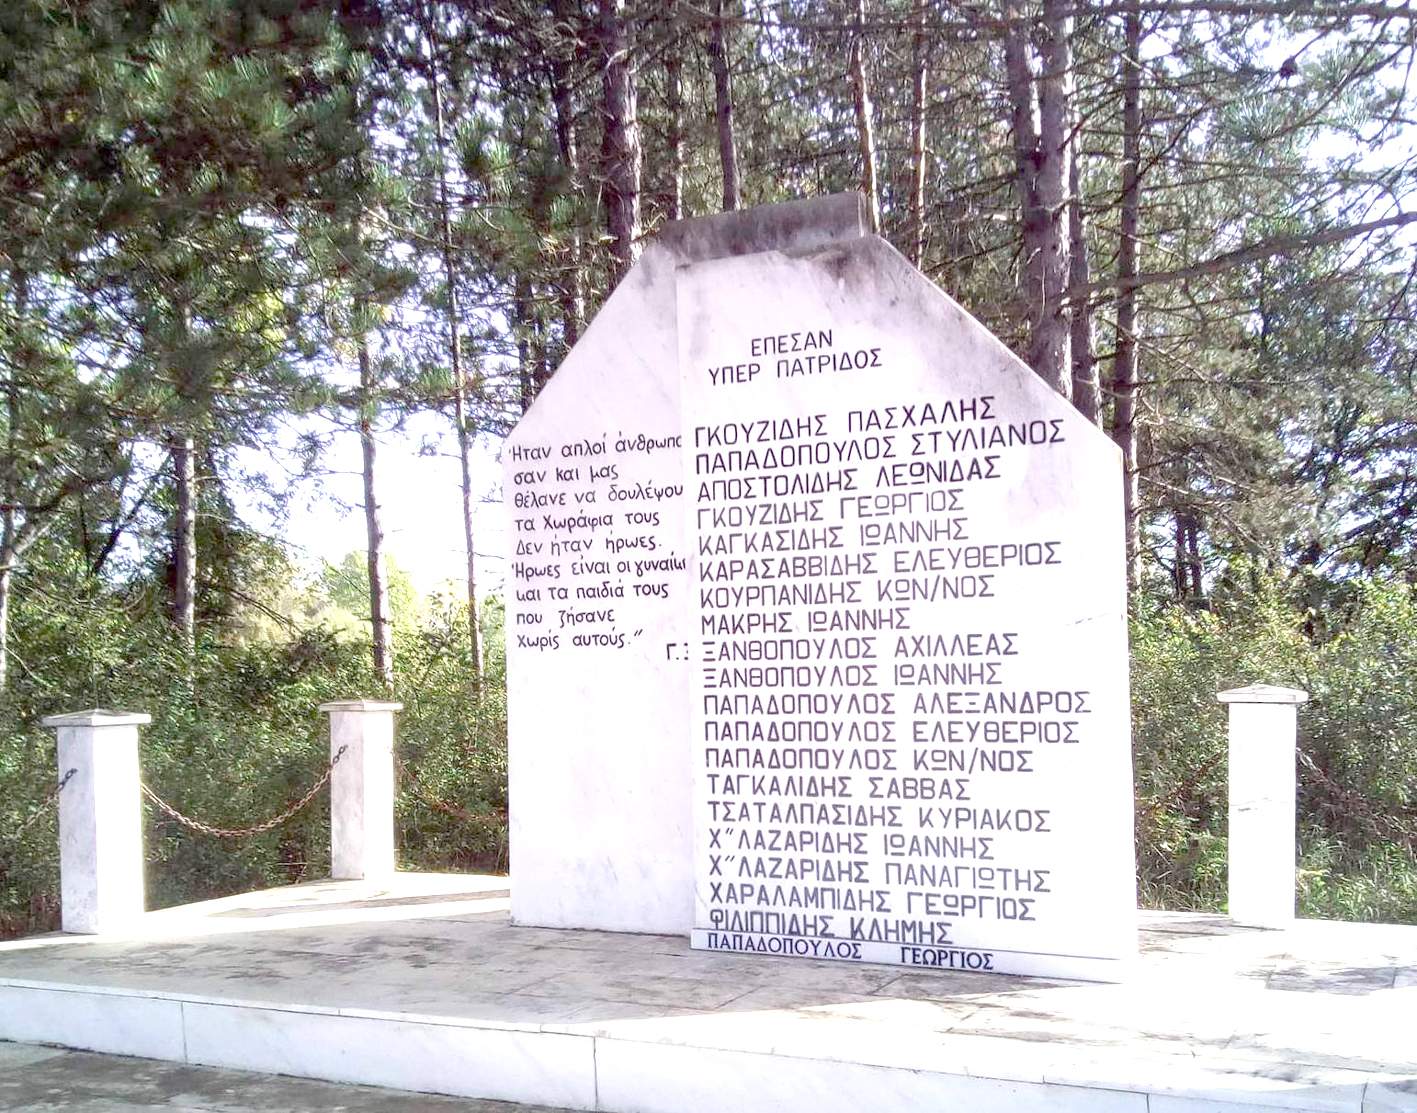 Ήταν απλοί άνθρωπο
σαν και μας
θέλανε να δουλέψου
τα χωράφια τους
Δεν ήταν ήρωες.
Ήρωες είναι οι γυναίκ
και τα παιδιά τους
που ζήσανε
χωρίς αυτούς."
Γ.
ΕΠΕΣΑΝ
ΥΠΕΡ ΠΑΤΡΙΔΟΣ
ΓΚΟΥΖΙΔΗΣ ΠΑΣΧΑΛΗΣ
ΠΑΠΑΔΟΠΟΥΛΟΣ ΣΤΥΛΙΑΝΟΣ
ΑΠΟΣΤΟΛΙΔΗΣ ΛΕΩΝΙΔΑΣ
ΓΚΟΥΖΙΔΗΣ ΓΕΩΡΓΙΟΣ
ΚΑΓΚΑΣΙΔΗΣ ΙΩΑΝΝΗΣ
ΚΑΡΑΣΑΒΒΙΔΗΣ ΕΛΕΥΘΕΡΙΟΣ
ΚΟΥΡΠΑΝΙΔΗΣ ΚΩΝ/ΝΟΣ
ΜΑΚΡΗΣ ΙΩΑΝΝΗΣ
ΞΑΝΘΟΠΟΥΛΟΣ ΑΧΙΛΛΕΑΣ
ΞΑΝΘΟΠΟΥΛΟΣ ΙΩΑΝΝΗΣ
ΠΑΠΑΔΟΠΟΥΛΟΣ ΑΛΕΞΑΝΔΡΟΣ
ΠΑΠΑΔΟΠΟΥΛΟΣ ΕΛΕΥΘΕΡΙΟΣ
ΠΑΠΑΔΟΠΟΥΛΟΣ ΚΩΝ/ΝΟΣ
ΤΑΓΚΑΛΙΔΗΣ ΣΑΒΒΑΣ
ΤΣΑΤΑΛΠΑΣΙΔΗΣ ΚΥΡΙΑΚΟΣ
Χ"ΛΑΖΑΡΙΔΗΣ ΙΩΑΝΝΗΣ
Χ"ΛΑΖΑΡΙΔΗΣ ΠΑΝΑΓΙΩΤΗΣ
ΧΑΡΑΛΑΜΠΙΔΗΣ ΓΕΩΡΓΙΟΣ
ΦΙΛΙΠΠΙΔΗΣ ΚΛΗΜΗΣ
ΠΑΠΑΔΟΠΟΥΛΟΣ ΓΕΩΡΓΙΟΣ